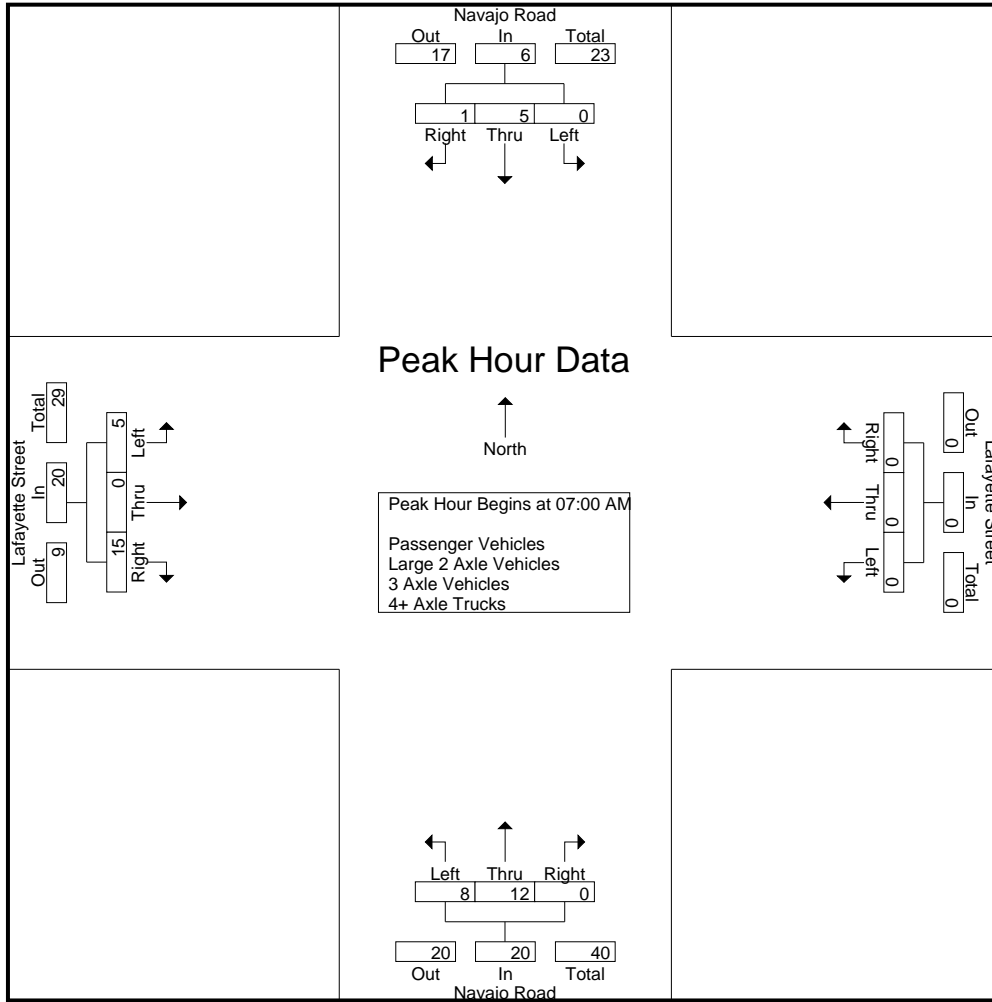 Navajo Road
Out In Total
17 6 23
1 5 0
Right Thru Left
Peak Hour Data
North
Peak Hour Begins at 07:00 AM
Passenger Vehicles
Large 2 Axle Vehicles
3 Axle Vehicles
4+ Axle Trucks
Lafayette Street
Out In Total
9 20 29
15 0 5
Right Thru Left
Lafayette Street
Out In Total
0 0 0
Right Thru Left
0 0 0
Left Thru Right
8 12 0
20 20 40
Out In Total
Navajo Road